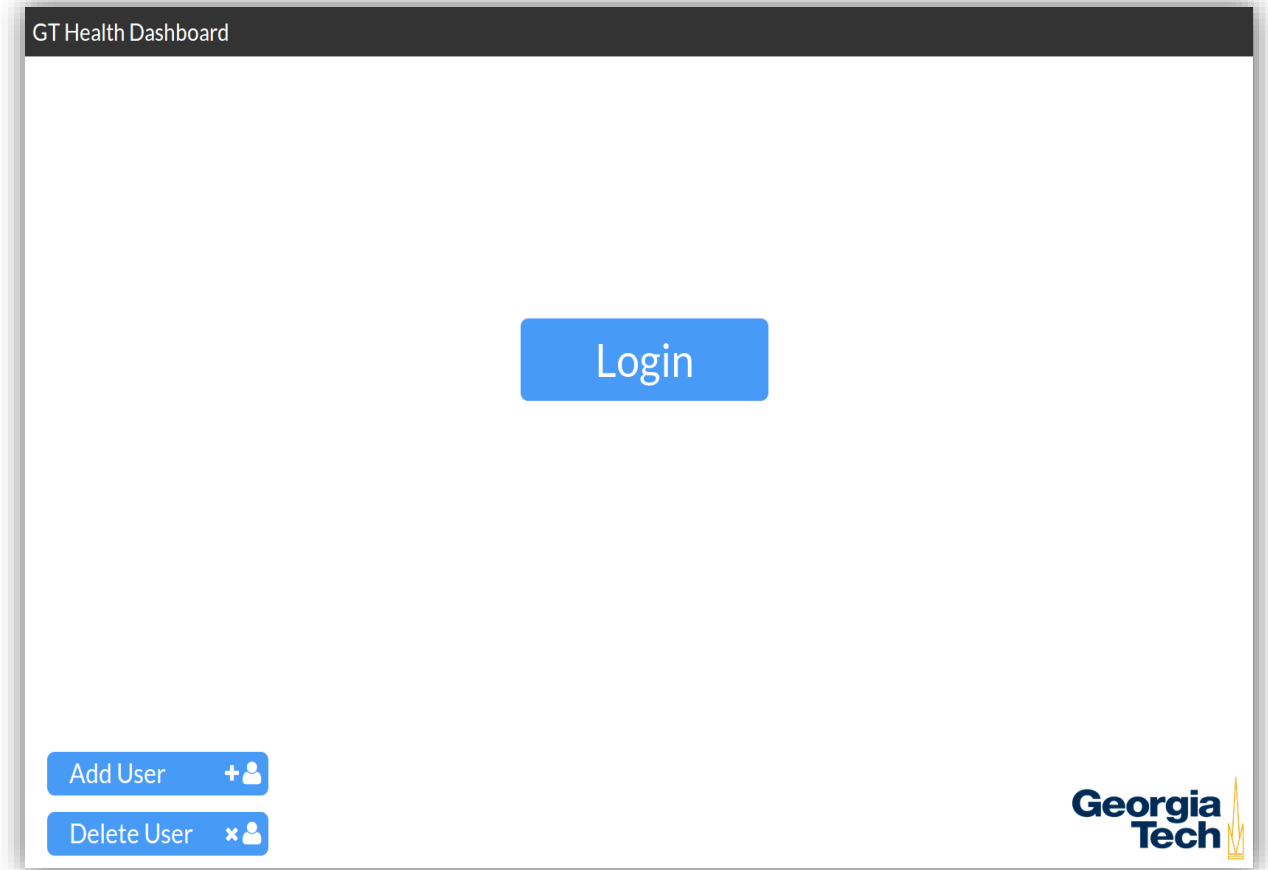 GT Health Dashboard
Login
Add User
Delete User
Georgia
Tech